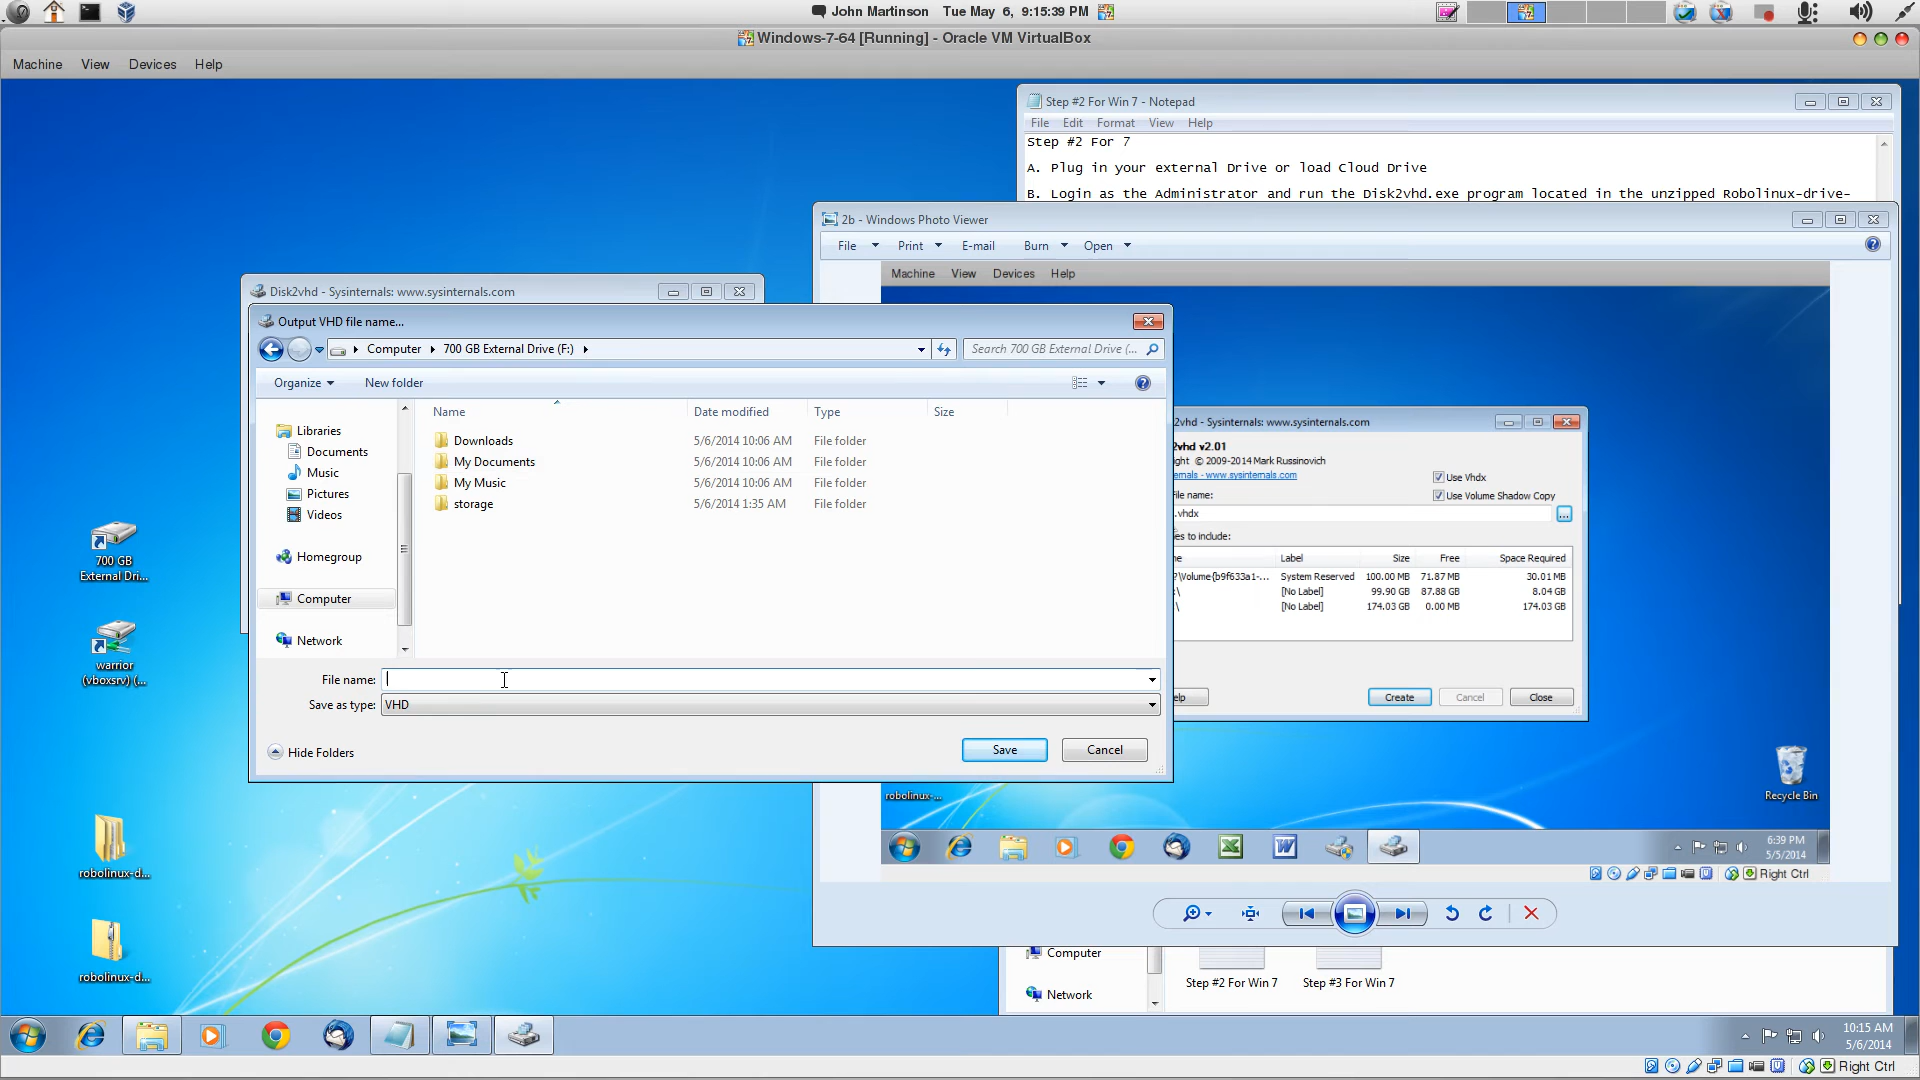 John Martinson Tue May 6, 9:15:39 PM
Windows-7-64 [Running] - Oracle VM VirtualBox
Machine View Devices Help
Step #2 For Win 7 - Notepad
File Edit Format View Help
Step #2 For 7
A. Plug in your external Drive or load Cloud Drive
B. Login as the Administrator and run the Disk2vhd.exe program located in the unzipped Robolinux-drive-
2b - Windows Photo Viewer
File Print E-mail Burn Open
Machine View Devices Help
Disk2vhd - Sysinternals: www.sysinternals.com
Output VHD file name...
Computer 700 GB External Drive (F:)
Search 700 GB External Drive (...
Organize New folder
Name Date modified Type Size
Libraries
Documents
Music
Pictures
Videos
Homegroup
Computer
Network
Downloads 5/6/2014 10:06 AM File folder
My Documents 5/6/2014 10:06 AM File folder
My Music 5/6/2014 10:06 AM File folder
storage 5/6/2014 1:35 AM File folder
File name:
Save as type: VHD
Hide Folders
Save Cancel
2vhd - Sysinternals: www.sysinternals.com
2vhd v2.01
ight © 2009-2014 Mark Russinovich
nternals - www.sysinternals.com
Use Vhdx
File name:
Use Volume Shadow Copy
.vhdx ...
es to include:
Label Size Free Space Required
?\Volume{b9f633a1-... System Reserved 100.00 MB 71.87 MB 30.01 MB
:\ [No Label] 99.90 GB 87.88 GB 8.04 GB
\ [No Label] 174.03 GB 0.00 MB 174.03 GB
elp Create Cancel Close
700 GB
External Dri...
warrior
(vboxsrv) (...
robolinux-d...
robolinux-d...
robolinux-...
Recycle Bin
6:39 PM
5/5/2014
Right Ctrl
Computer
Network
Step #2 For Win 7
Step #3 For Win 7
10:15 AM
5/6/2014
Right Ctrl